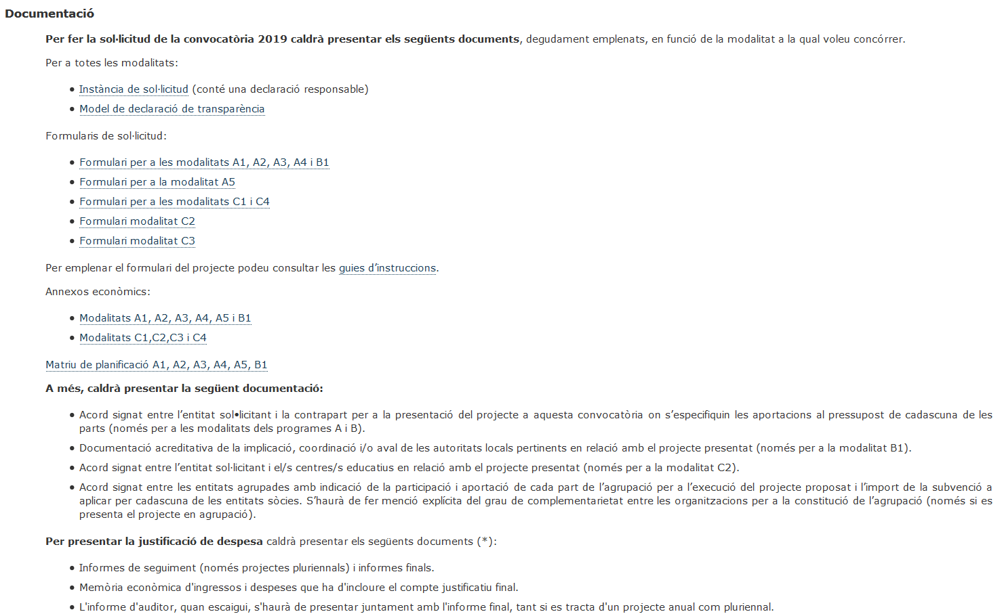 Documentació
Per fer la sol·licitud de la convocatòria 2019 caldrà presentar els següents documents, degudament emplenats, en funció de la modalitat a la qual voleu concórrer.
Per a totes les modalitats:
● Instància de sol·licitud (conté una declaració responsable)
● Model de declaració de transparència
Formularis de sol·licitud:
● Formulari per a les modalitats A1, A2, A3, A4 i B1
● Formulari per a la modalitat A5
● Formulari per a les modalitats C1 i C4
● Formulari modalitat C2
● Formulari modalitat C3
Per emplenar el formulari del projecte podeu consultar les guies d’instruccions.
Annexos econòmics:
● Modalitats A1, A2, A3, A4, A5 i B1
● Modalitats C1,C2,C3 i C4
Matriu de planificació A1, A2, A3, A4, A5, B1
A més, caldrà presentar la següent documentació:
● Acord signat entre l’entitat sol•licitant i la contrapart per a la presentació del projecte a aquesta convocatòria on s’especifiquin les aportacions al pressupost de cadascuna de les
parts (només per a les modalitats dels programes A i B).
● Documentació acreditativa de la implicació, coordinació i/o aval de les autoritats locals pertinents en relació amb el projecte presentat (només per a la modalitat B1).
● Acord signat entre l’entitat sol·licitant i el/s centres/s educatius en relació amb el projecte presentat (només per a la modalitat C2).
● Acord signat entre les entitats agrupades amb indicació de la participació i aportació de cada part de l’agrupació per a l’execució del projecte proposat i l’import de la subvenció a
aplicar per cadascuna de les entitats sòcies. S’haurà de fer menció explícita del grau de complementarietat entre les organitzacions per a la constitució de l’agrupació (només si es
presenta el projecte en agrupació).
Per presentar la justificació de despesa caldrà presentar els següents documents (*):
● Informes de seguiment (només projectes pluriennals) i informes finals.
● Memòria econòmica d'ingressos i despeses que ha d'incloure el compte justificatiu final.
● L'informe d'auditor, quan escaigui, s'haurà de presentar juntament amb l'informe final, tant si es tracta d'un projecte anual com pluriennal.